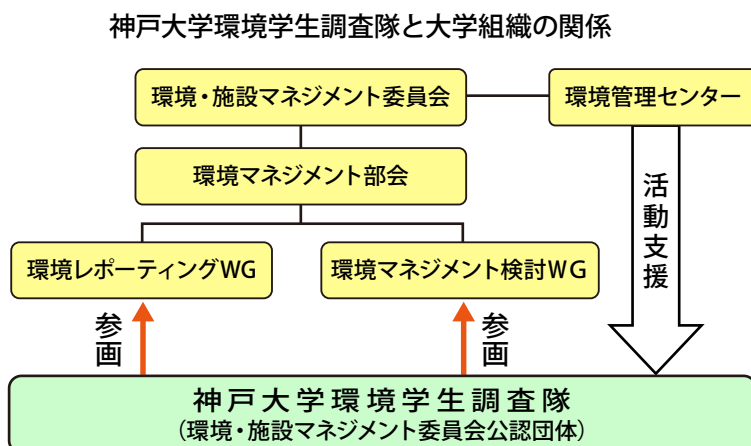 神戸大学環境学生調査隊と大学組織の関係
環境・施設マネジメント委員会
環境管理センター
環境マネジメント部会
活動支援
環境レポーティングWG
環境マネジメント検討WG
参画
参画
神戸大学環境学生調査隊
(環境・施設マネジメント委員会公認団体)